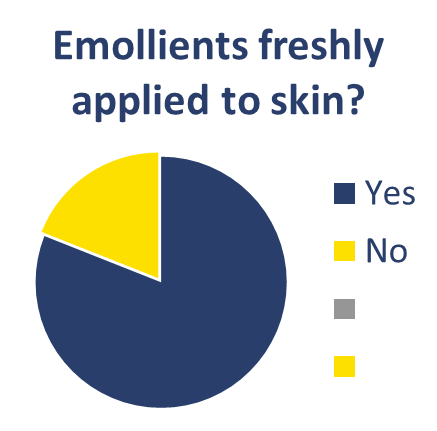 Emollients freshly
applied to skin?
Yes
No